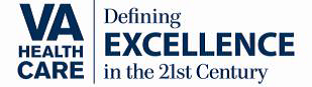 VA
HEALTH
CARE
Defining
EXCELLENCE
in the 21st Century